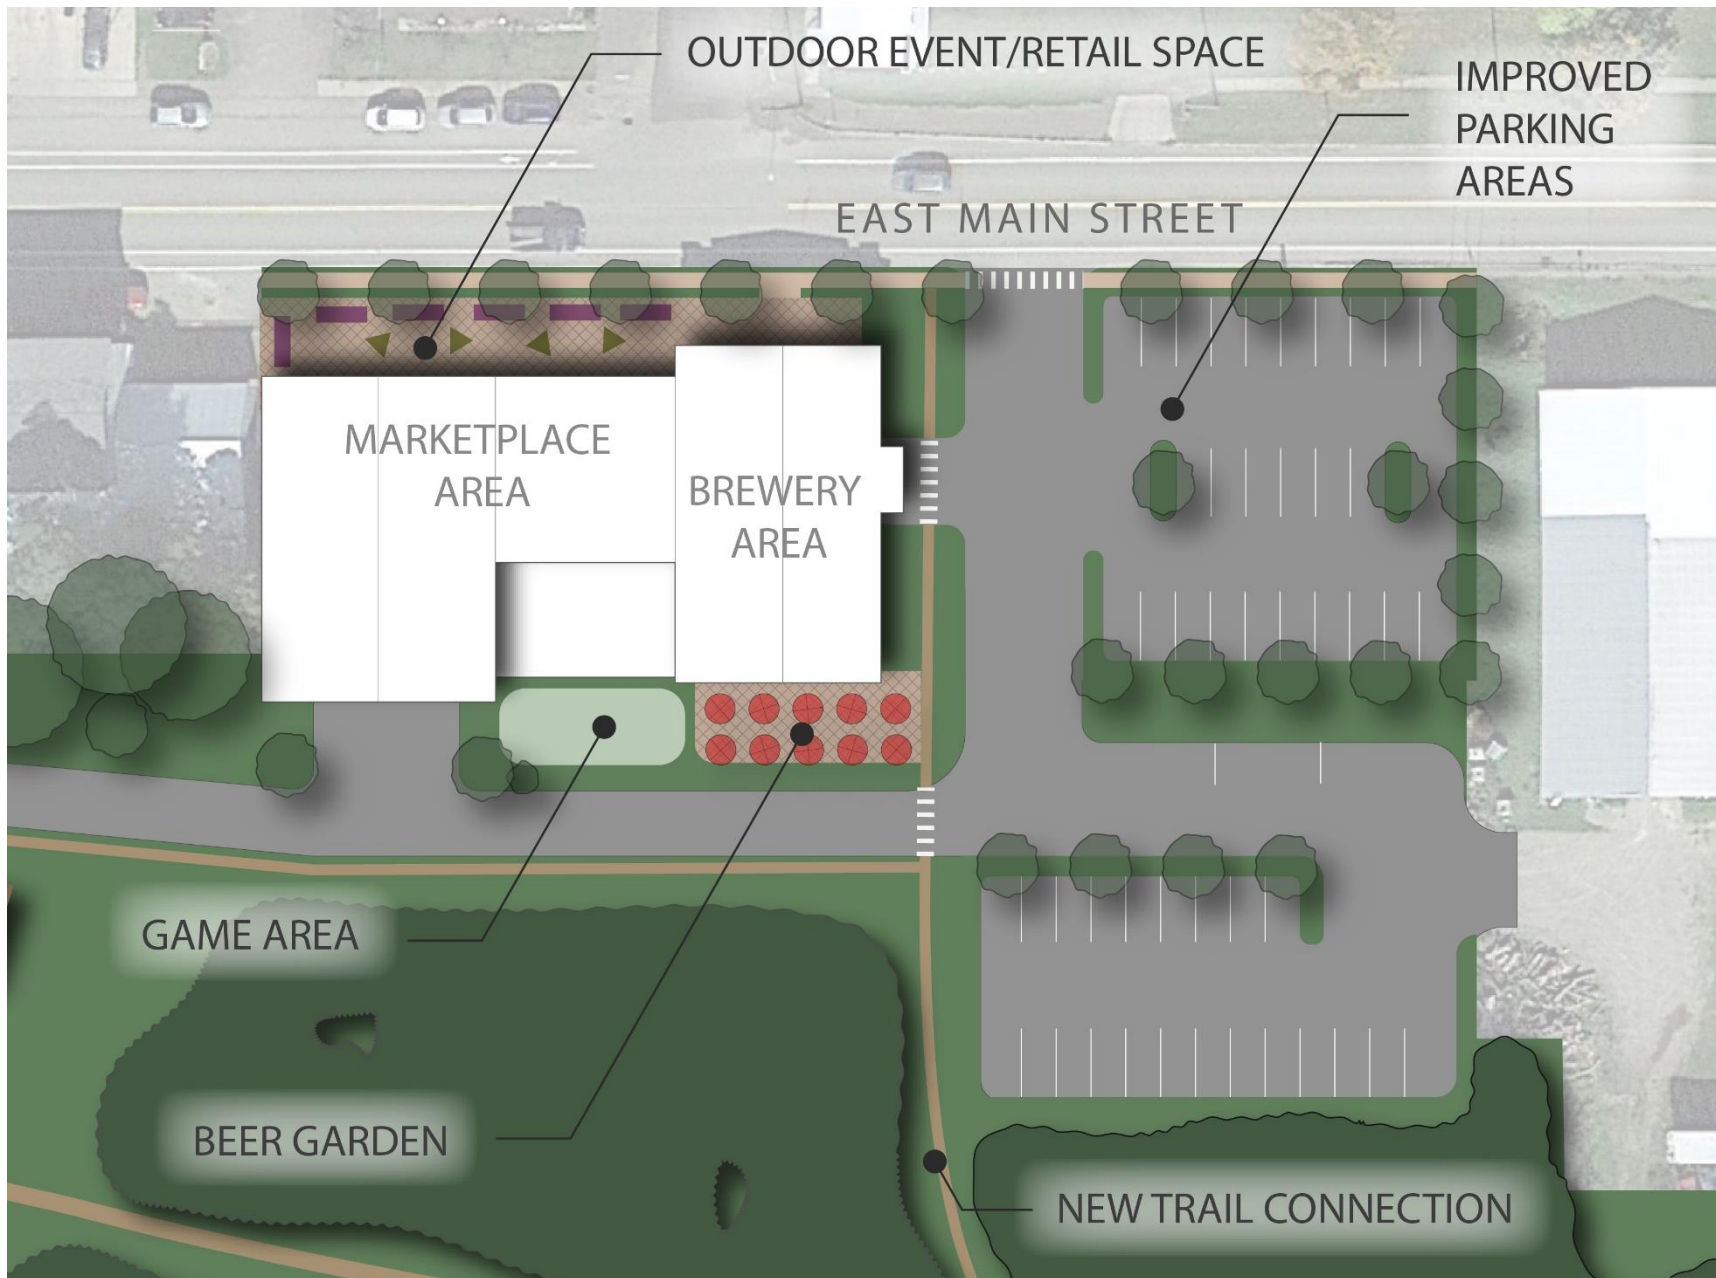 OUTDOOR EVENT/RETAIL SPACE
IMPROVED
PARKING
AREAS
EAST MAIN STREET
MARKETPLACE
AREA
BREWERY
AREA
GAME AREA
BEER GARDEN
NEW TRAIL CONNECTION